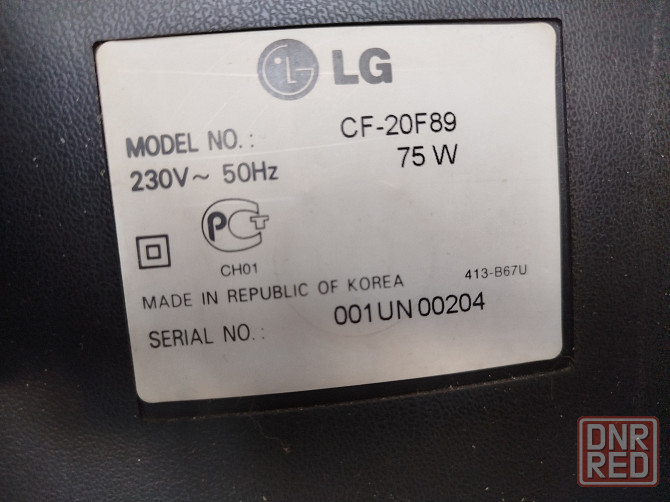 LG
MODEL NO.: CF-20F89
230V~ 50Hz 75 W
РСТ
CH01
MADE IN REPUBLIC OF KOREA 413-B67U
SERIAL NO.: 001UN00204
DNR
RED